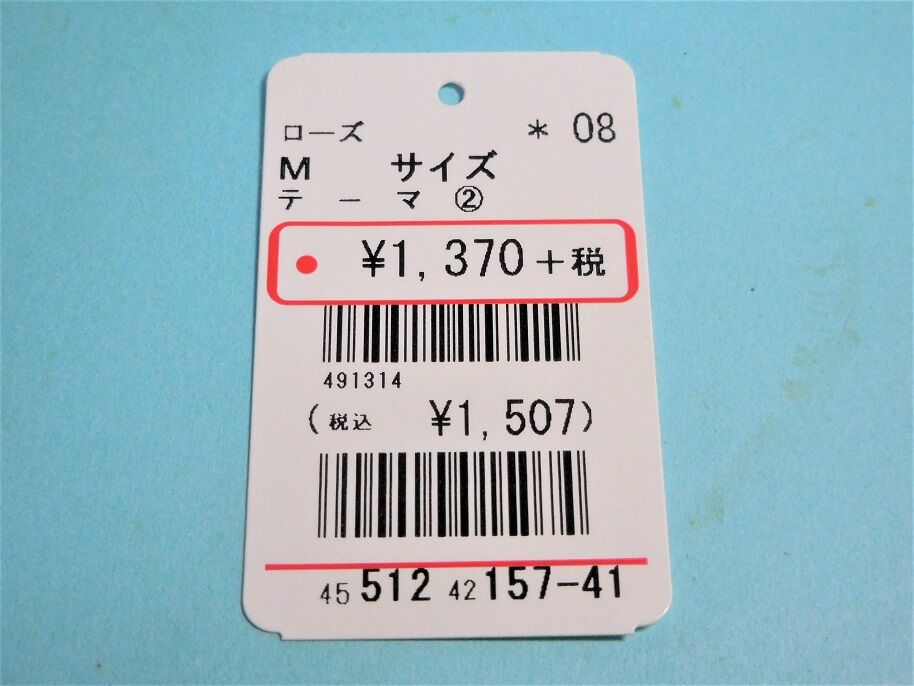 ローズ * 08
M サイズ
テーマ ②
¥1,370+税
491314
(税込 ¥1,507)
45 512 42 157-41